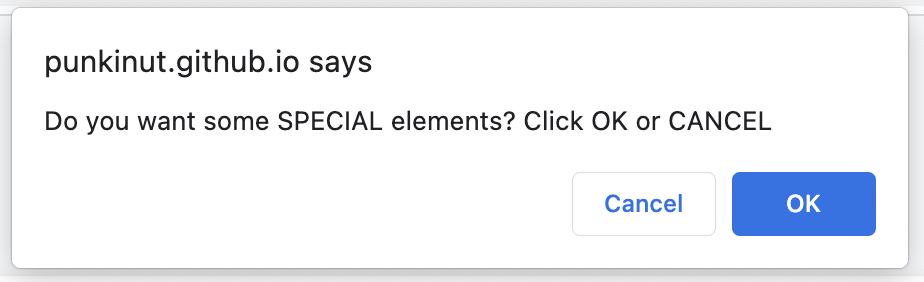 punkinut.github.io says
Do you want some SPECIAL elements? Click OK or CANCEL
Cancel OK